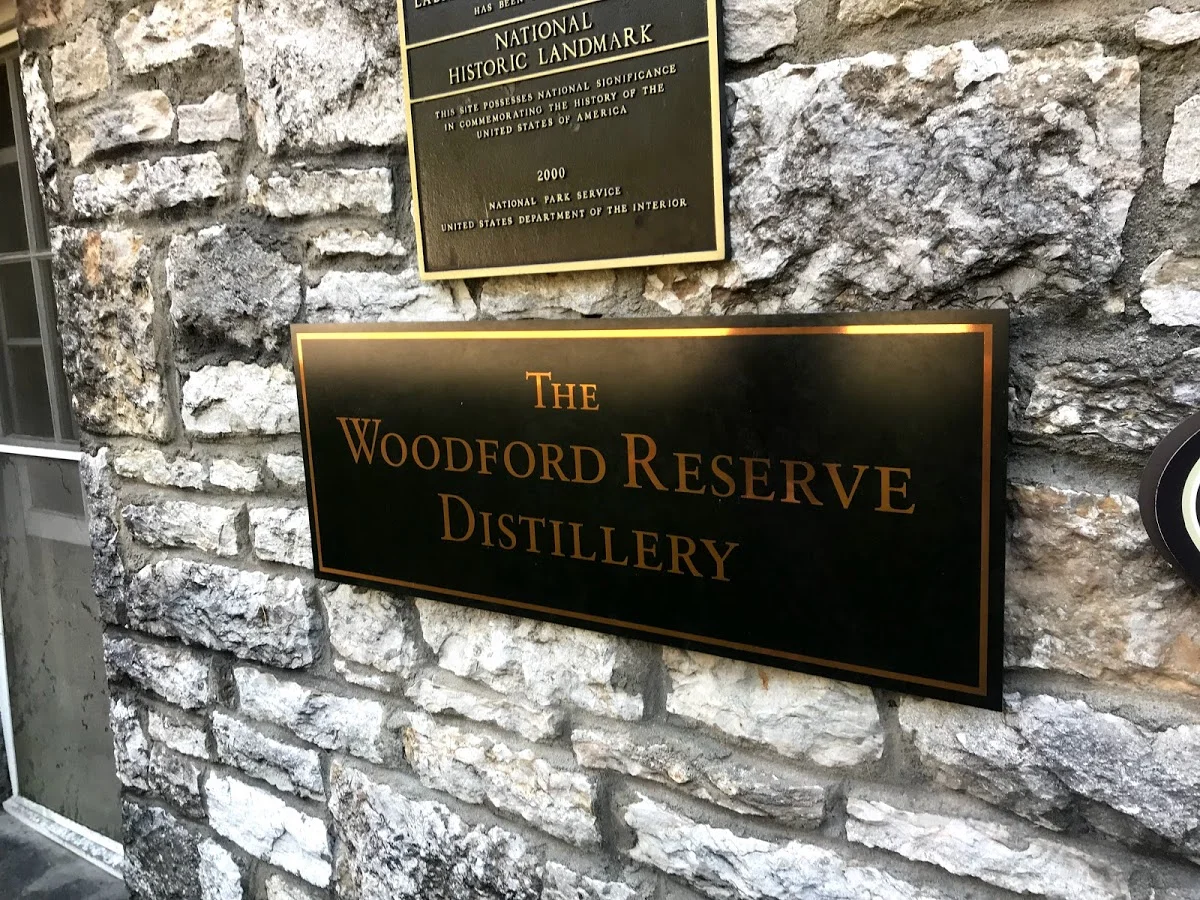 HAS BEEN
NATIONAL
HISTORIC LANDMARK
THIS SITE POSSESSES NATIONAL SIGNIFICANCE
IN COMMEMORATING THE HISTORY OF THE
UNITED STATES OF AMERICA
2000
NATIONAL PARK SERVICE
UNITED STATES DEPARTMENT OF THE INTERIOR
THE
WOODFORD RESERVE
DISTILLERY